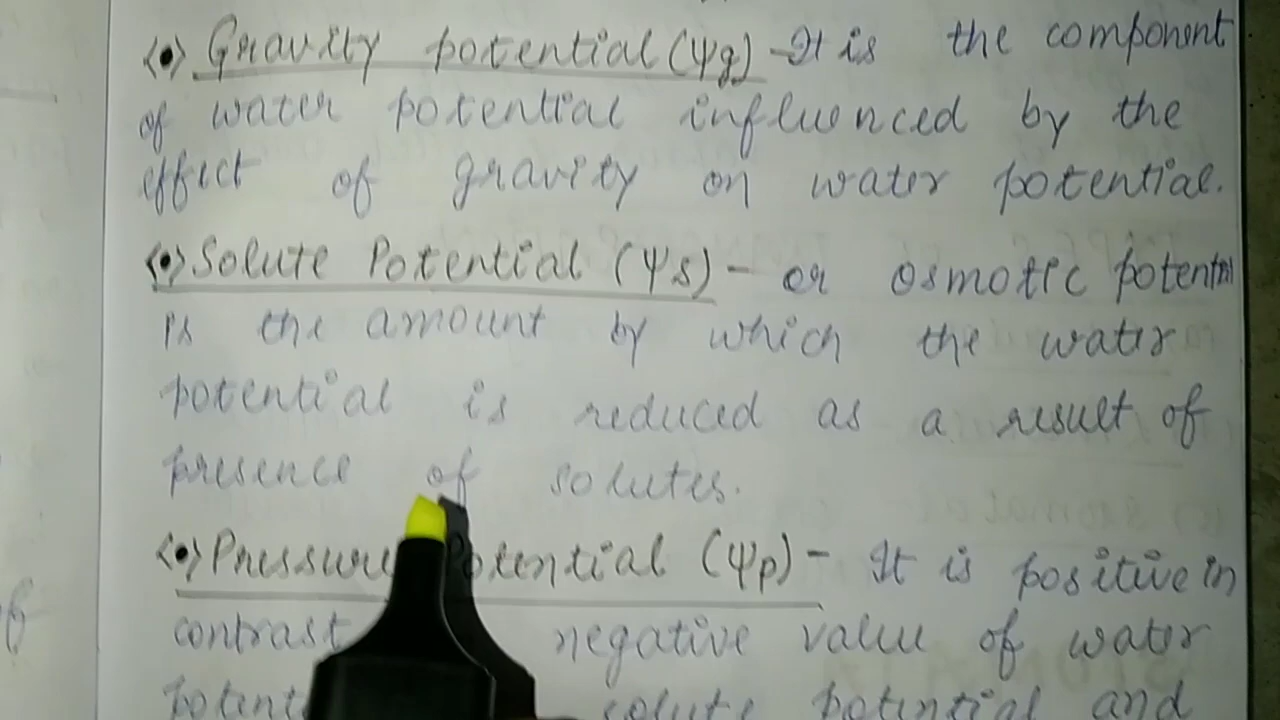 <•> Gravity potential (Ψg) - It is the component
of water potential influenced by the
effect of gravity on water potential.
<•> Solute Potential (Ψs) - or osmotic potential
is the amount by which the water
potential is reduced as a result of
presence of solutes.
<•> Pressure Potential (Ψp) - It is positive in
contrast negative value of water
solute potential and